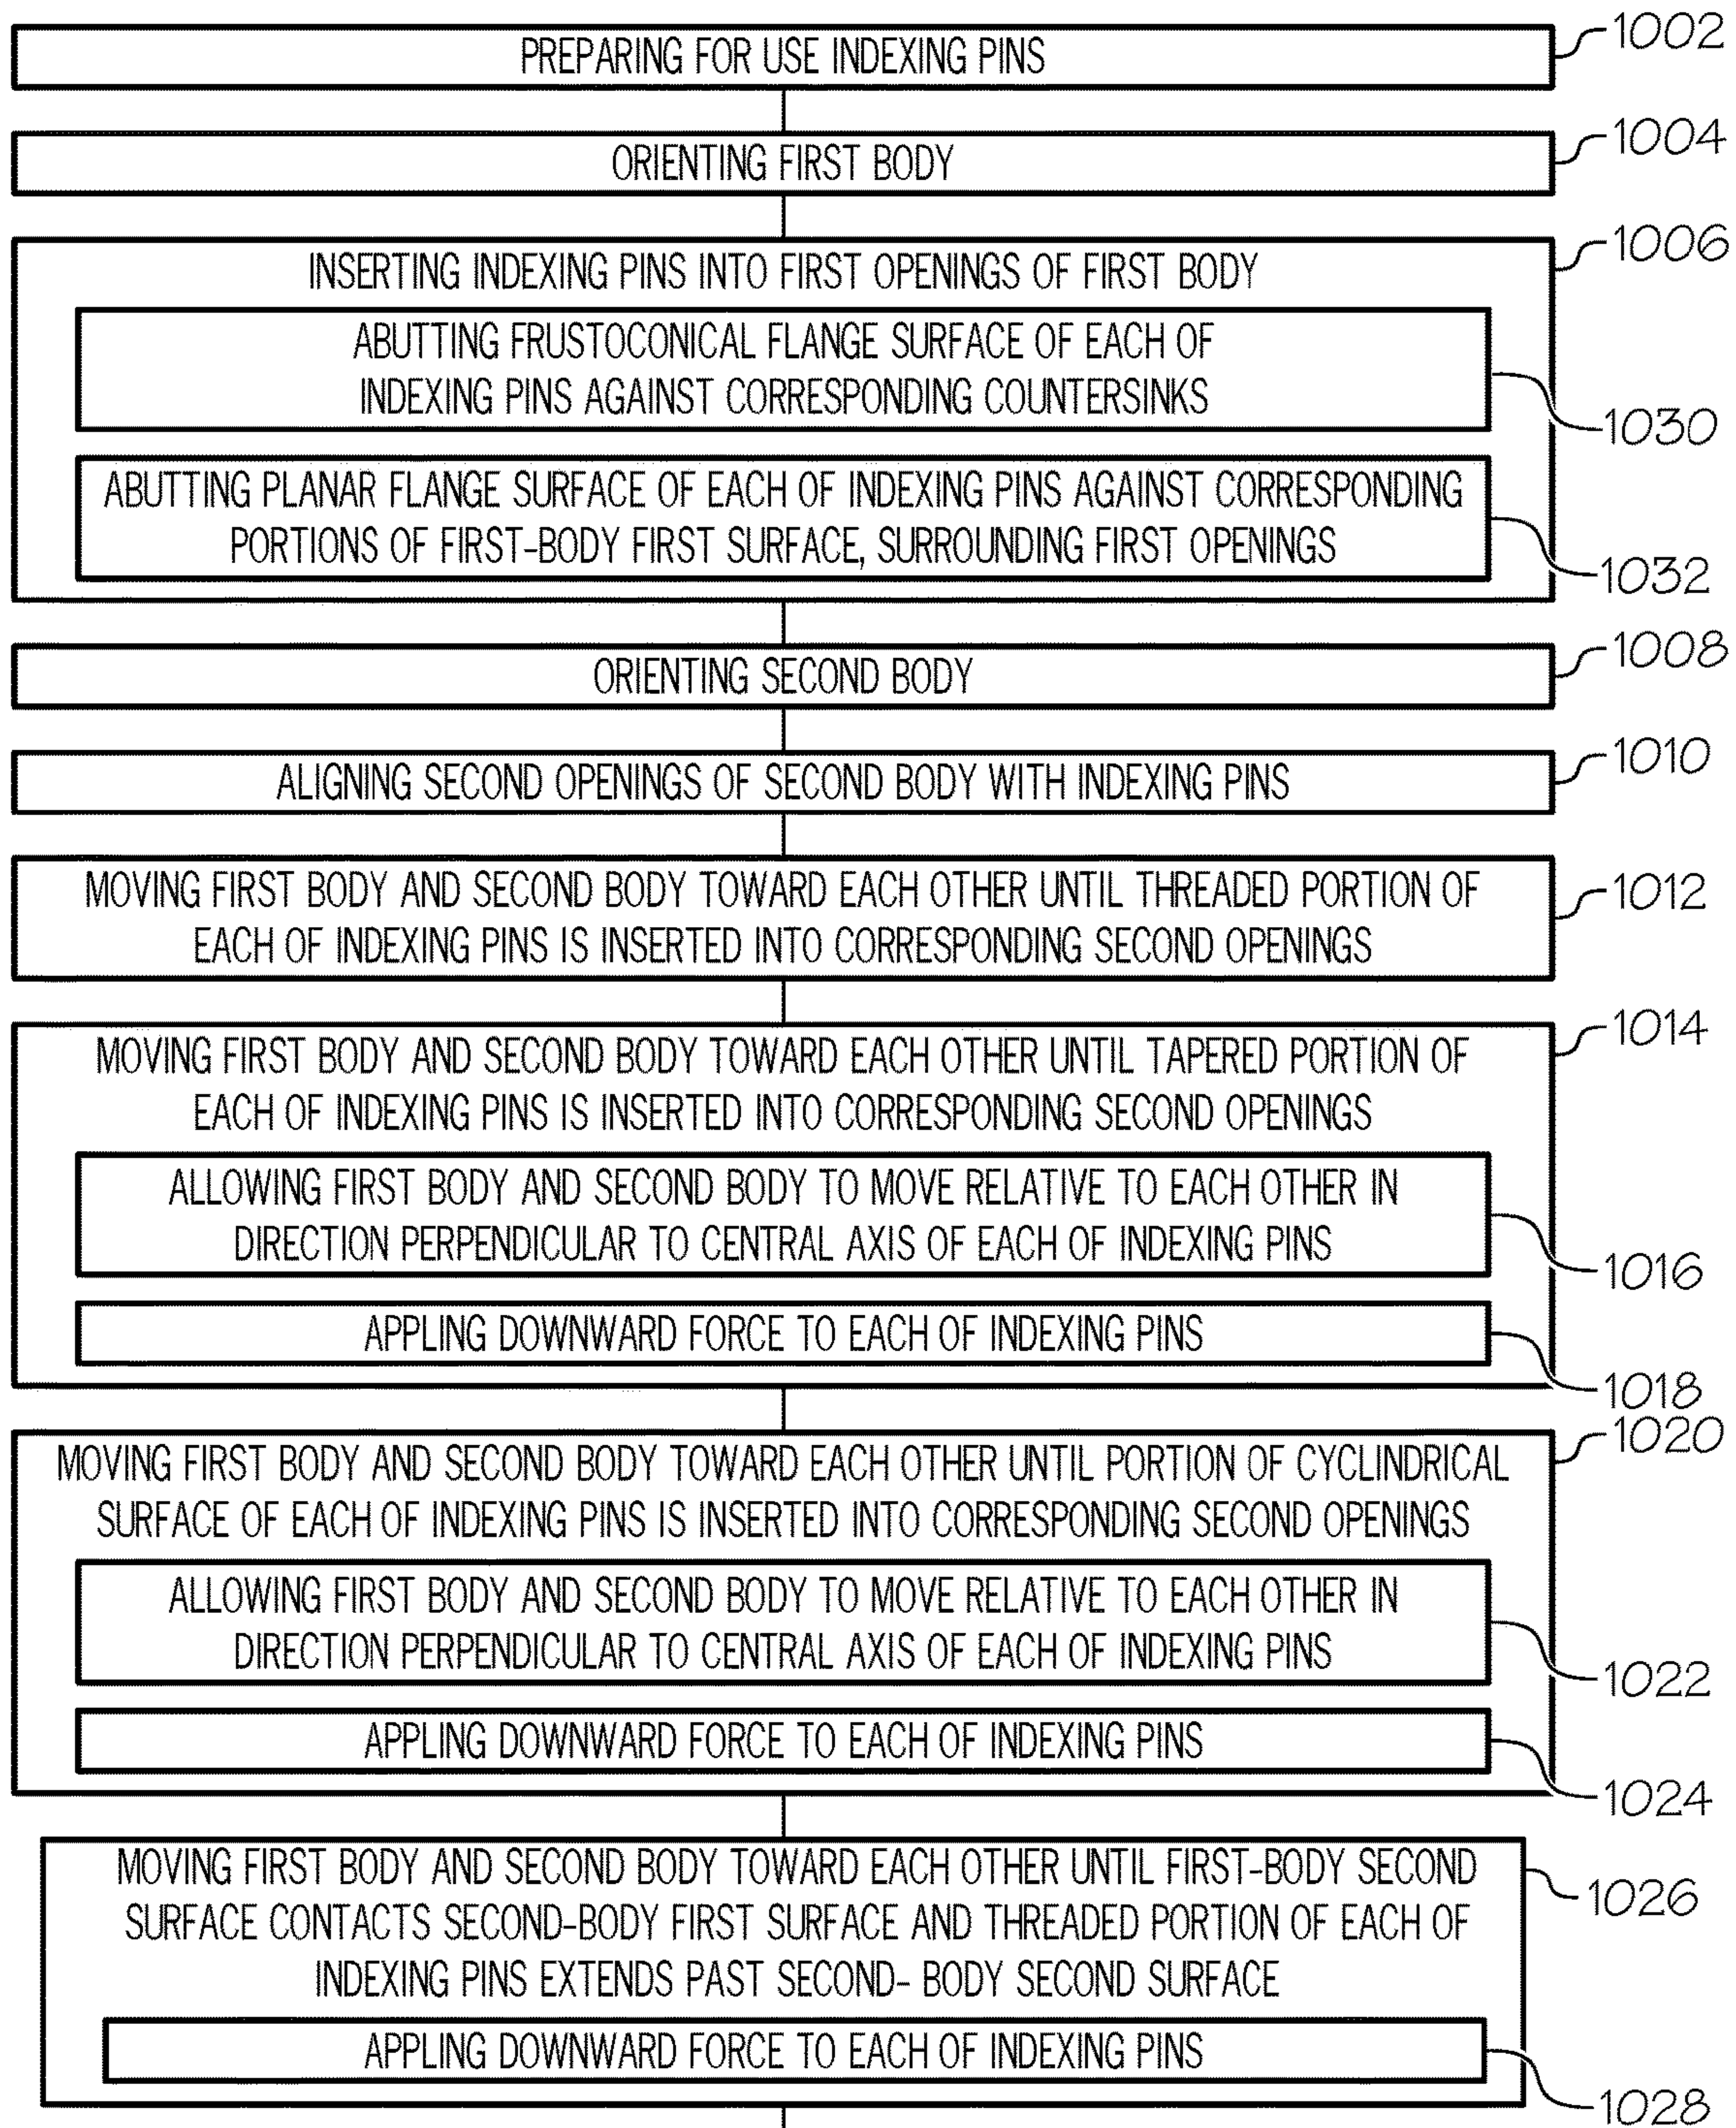 PREPARING FOR USE INDEXING PINS
1002
ORIENTING FIRST BODY
1004
INSERTING INDEXING PINS INTO FIRST OPENINGS OF FIRST BODY
1006
ABUTTING FRUSTOCONICAL FLANGE SURFACE OF EACH OF
INDEXING PINS AGAINST CORRESPONDING COUNTERSINKS
1030
ABUTTING PLANAR FLANGE SURFACE OF EACH OF INDEXING PINS AGAINST CORRESPONDING
PORTIONS OF FIRST-BODY FIRST SURFACE, SURROUNDING FIRST OPENINGS
1032
ORIENTING SECOND BODY
1008
ALIGNING SECOND OPENINGS OF SECOND BODY WITH INDEXING PINS
1010
MOVING FIRST BODY AND SECOND BODY TOWARD EACH OTHER UNTIL THREADED PORTION OF
EACH OF INDEXING PINS IS INSERTED INTO CORRESPONDING SECOND OPENINGS
1012
MOVING FIRST BODY AND SECOND BODY TOWARD EACH OTHER UNTIL TAPERED PORTION OF
EACH OF INDEXING PINS IS INSERTED INTO CORRESPONDING SECOND OPENINGS
1014
ALLOWING FIRST BODY AND SECOND BODY TO MOVE RELATIVE TO EACH OTHER IN
DIRECTION PERPENDICULAR TO CENTRAL AXIS OF EACH OF INDEXING PINS
1016
APPLING DOWNWARD FORCE TO EACH OF INDEXING PINS
1018
MOVING FIRST BODY AND SECOND BODY TOWARD EACH OTHER UNTIL PORTION OF CYCLINDRICAL
SURFACE OF EACH OF INDEXING PINS IS INSERTED INTO CORRESPONDING SECOND OPENINGS
1020
ALLOWING FIRST BODY AND SECOND BODY TO MOVE RELATIVE TO EACH OTHER IN
DIRECTION PERPENDICULAR TO CENTRAL AXIS OF EACH OF INDEXING PINS
1022
APPLING DOWNWARD FORCE TO EACH OF INDEXING PINS
1024
MOVING FIRST BODY AND SECOND BODY TOWARD EACH OTHER UNTIL FIRST-BODY SECOND
SURFACE CONTACTS SECOND-BODY FIRST SURFACE AND THREADED PORTION OF EACH OF
INDEXING PINS EXTENDS PAST SECOND- BODY SECOND SURFACE
1026
APPLING DOWNWARD FORCE TO EACH OF INDEXING PINS
1028